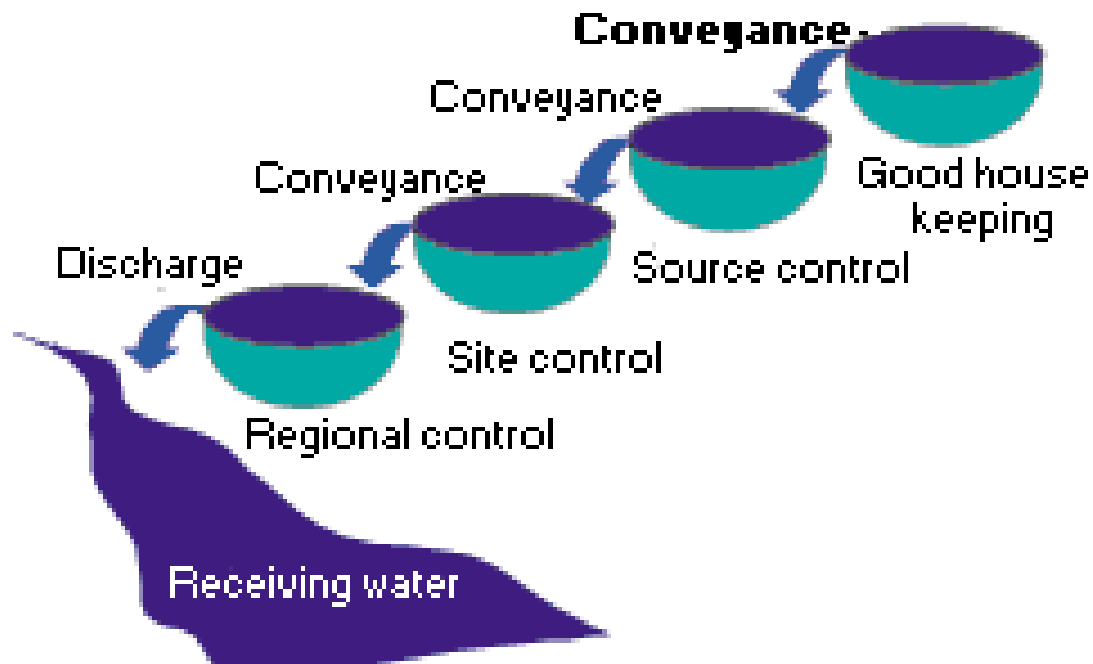 Conveyance
Conveyance
Conveyance
Good house
keeping
Discharge
Source control
Site control
Regional control
Receiving water